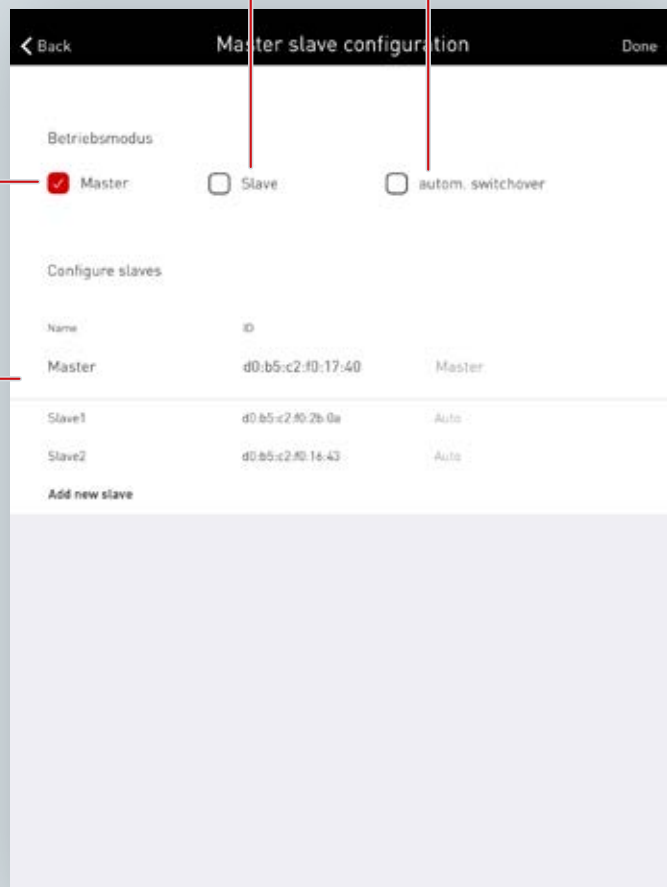 Back Master slave configuration Done
Betriebsmodus
Master Slave autom. switchover
Configure slaves
Name ID
Master d0:b5:c2:f0:17:40 Master
Slave1 d0:b5:c2:f0:2b:0a Auto
Slave2 d0:b5:c2:f0:16:43 Auto
Add new slave